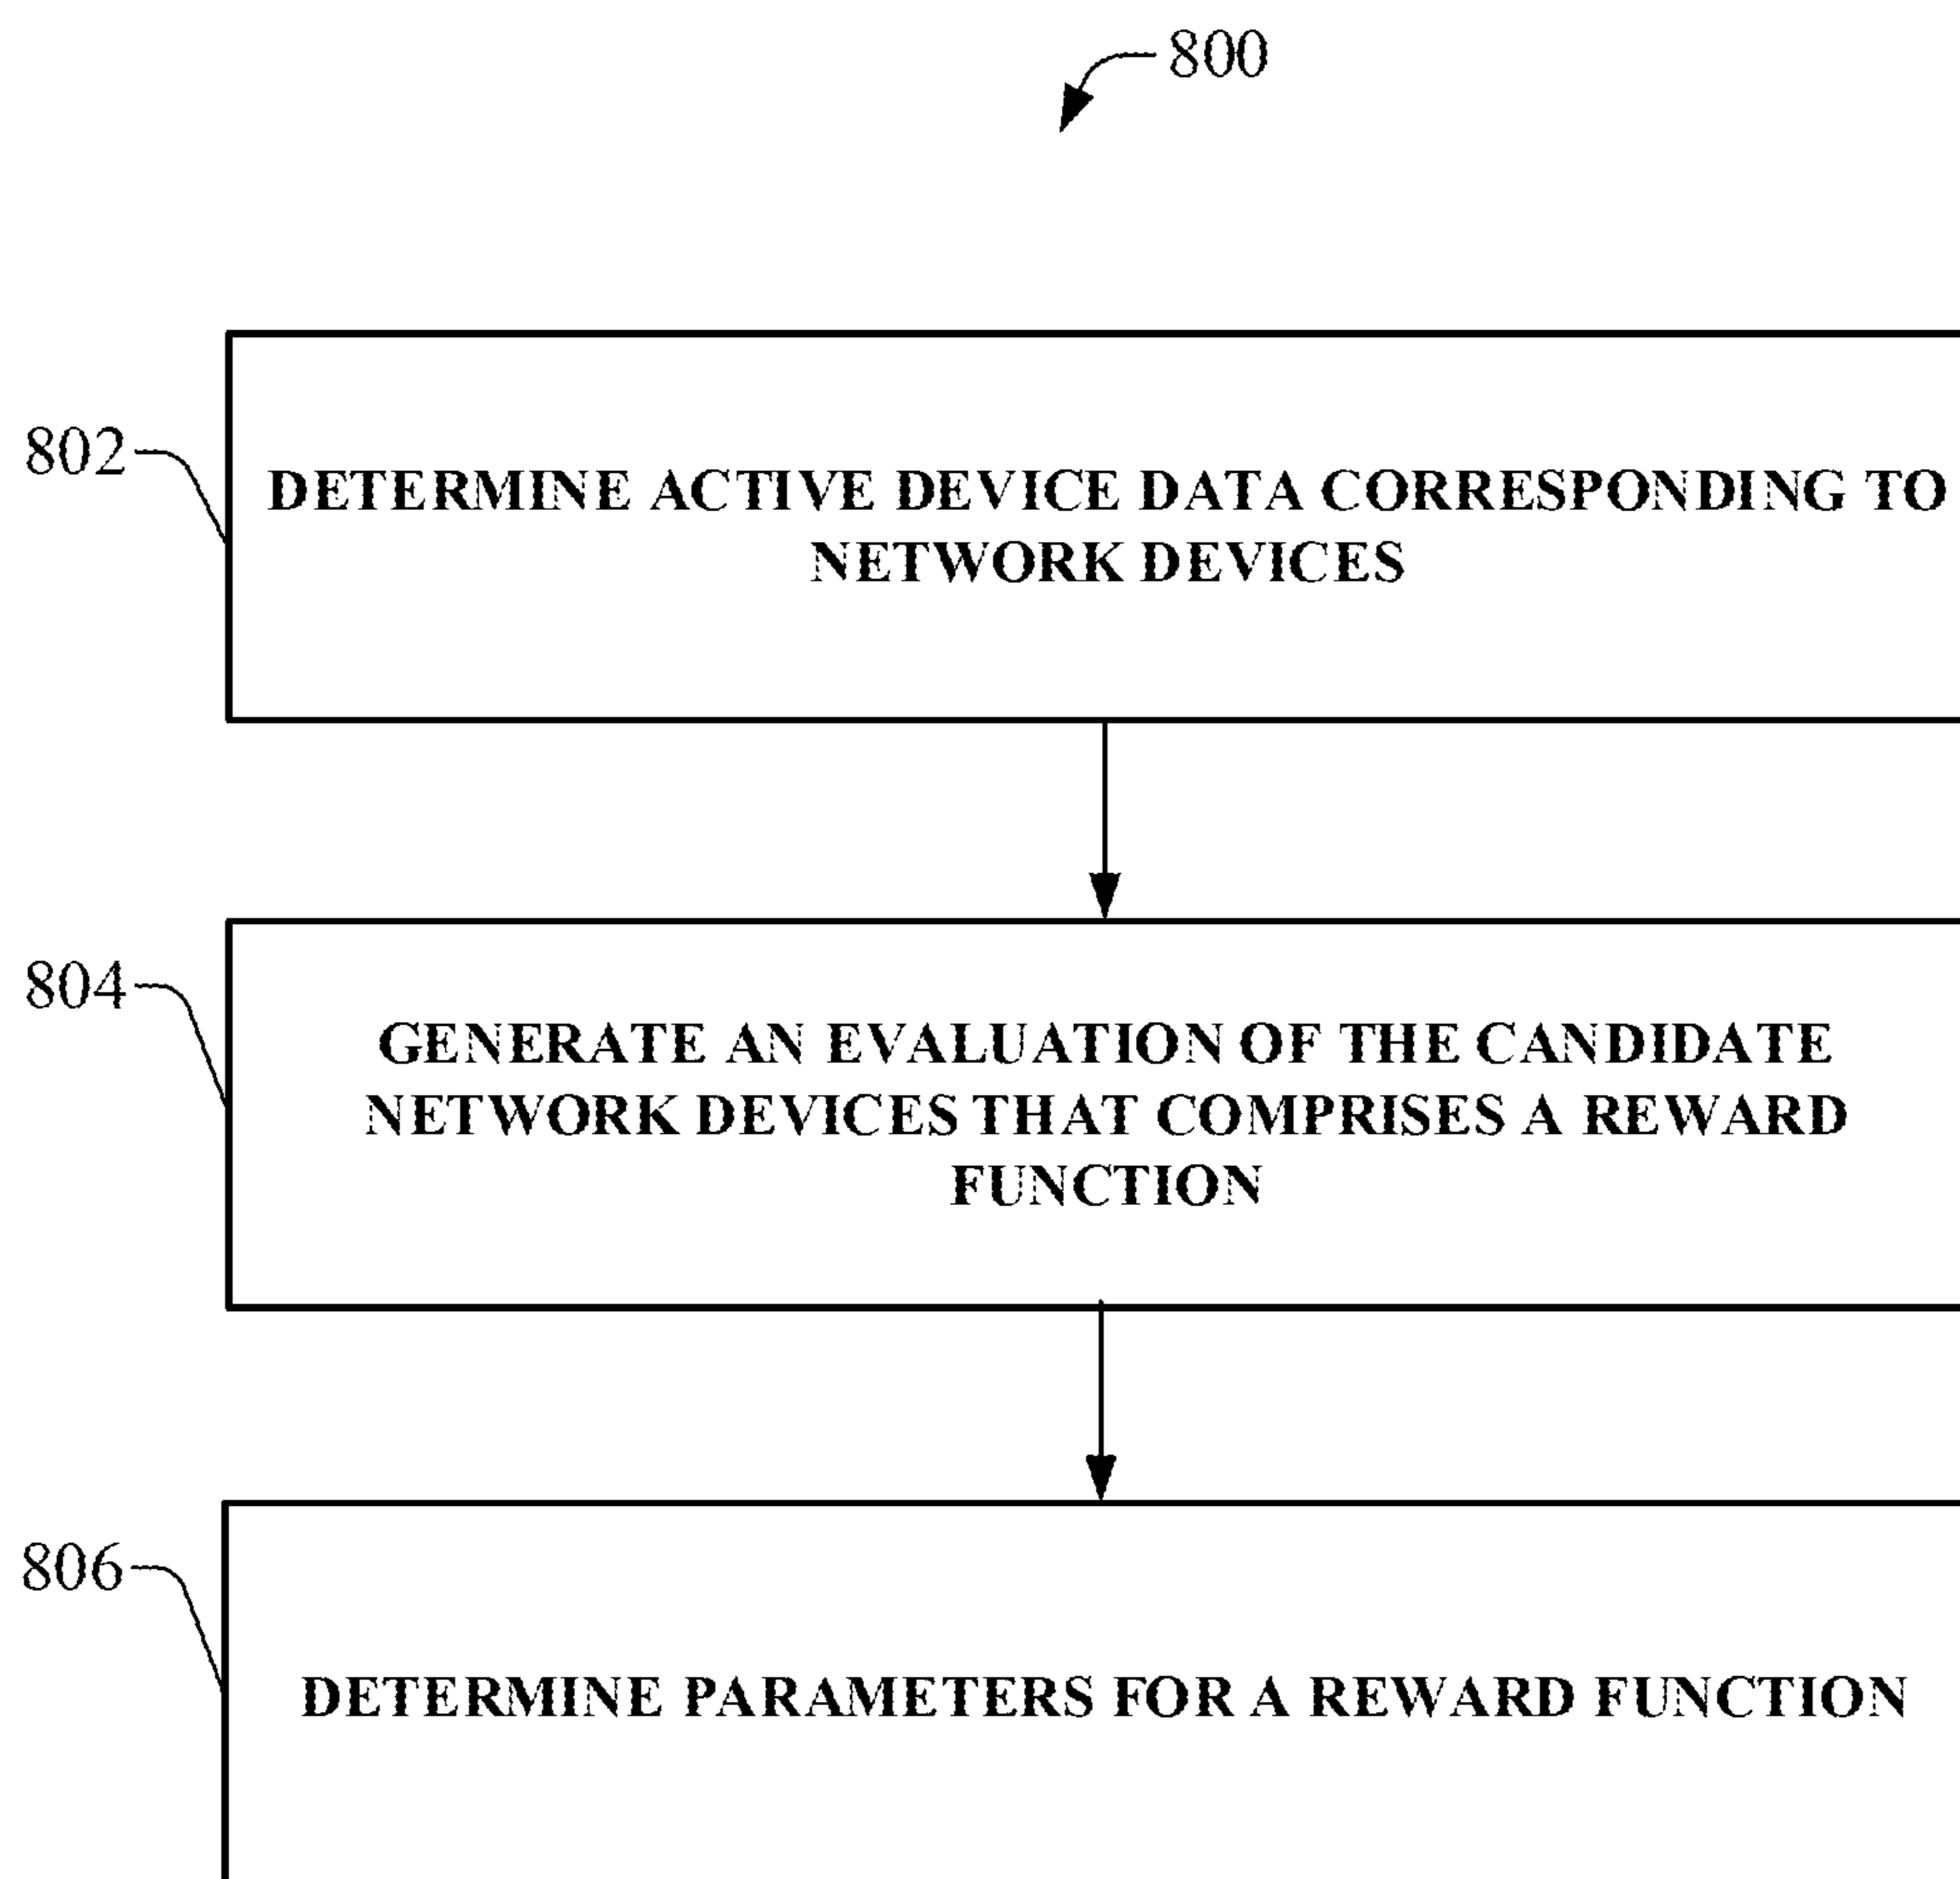 800
802
DETERMINE ACTIVE DEVICE DATA CORRESPONDING TO
NETWORK DEVICES
804
GENERATE AN EVALUATION OF THE CANDIDATE
NETWORK DEVICES THAT COMPRISES A REWARD
FUNCTION
806
DETERMINE PARAMETERS FOR A REWARD FUNCTION